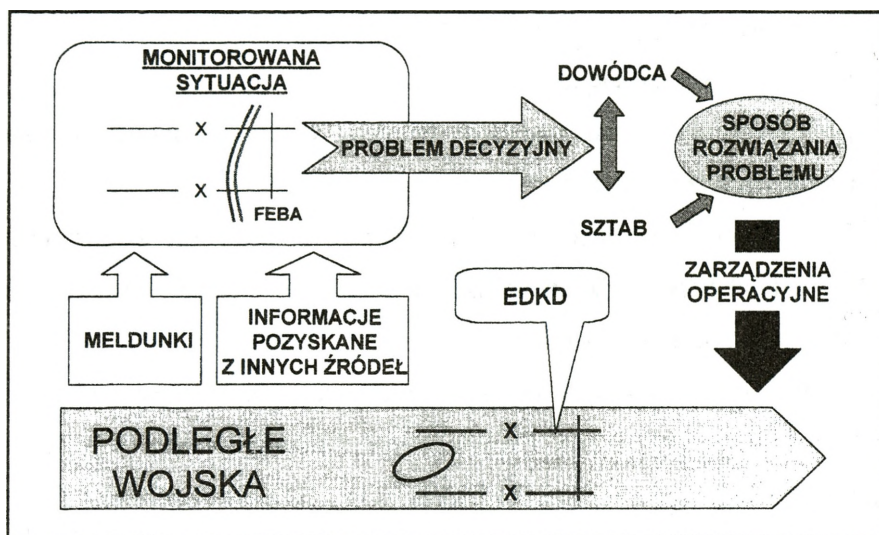 MONITOROWANA
SYTUACJA
X
X
FEBA
PROBLEM DECYZYJNY
DOWÓDCA
SZTAB
SPOSÓB
ROZWIĄZANIA
PROBLEMU
ZARZĄDZENIA
OPERACYJNE
MELDUNKI
INFORMACJE
POZYSKANE
Z INNYCH ŹRÓDEŁ
EDKD
PODLEGŁE
WOJSKA
X
X